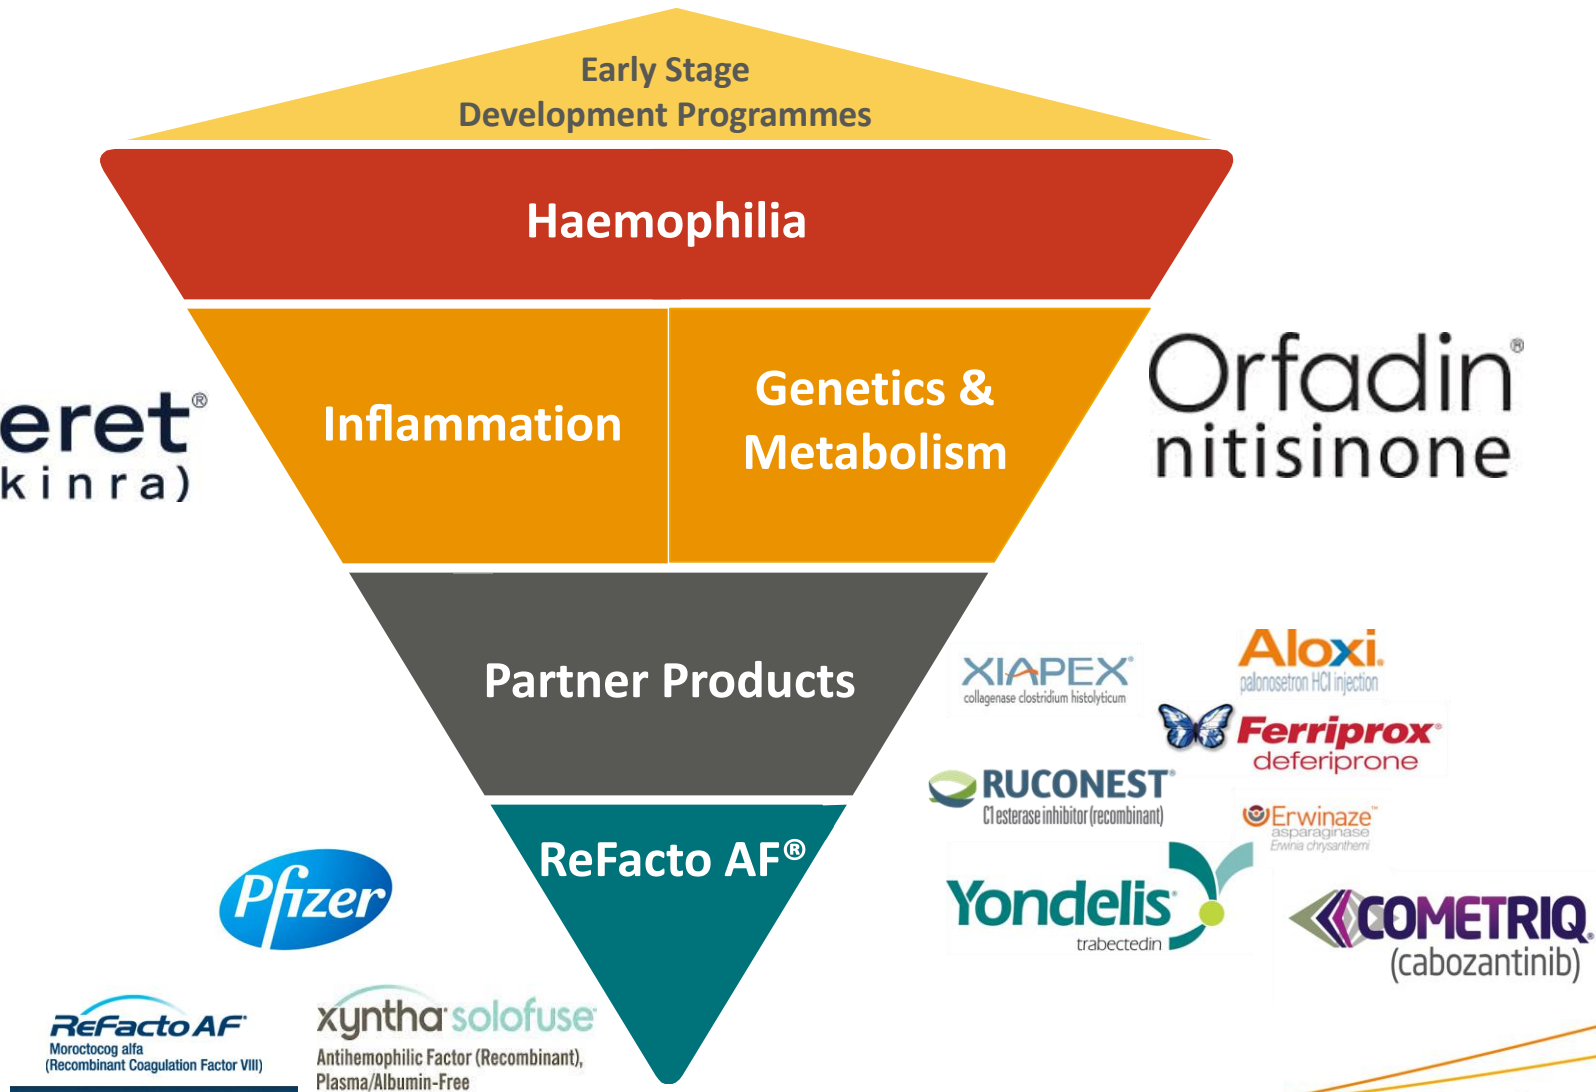 Early Stage
Development Programmes
Haemophilia
Inflammation
Genetics &
Metabolism
eret®
kinra)
Orfadin®
nitisinone
Partner Products
XIAPEX®
collagenase clostridium histolyticum
Aloxi®
palonosetron HCl injection
Ferriprox®
deferiprone
RUCONEST®
C1 esterase inhibitor (recombinant)
Erwinaze™
asparaginase
Erwinia chrysanthemi
Yondelis®
trabectedin
COMETRIQ®
(cabozantinib)
ReFacto AF®
Pfizer
ReFacto AF®
Moroctocog alfa
(Recombinant Coagulation Factor VIII)
xyntha® solofuse®
Antihemophilic Factor (Recombinant),
Plasma/Albumin-Free